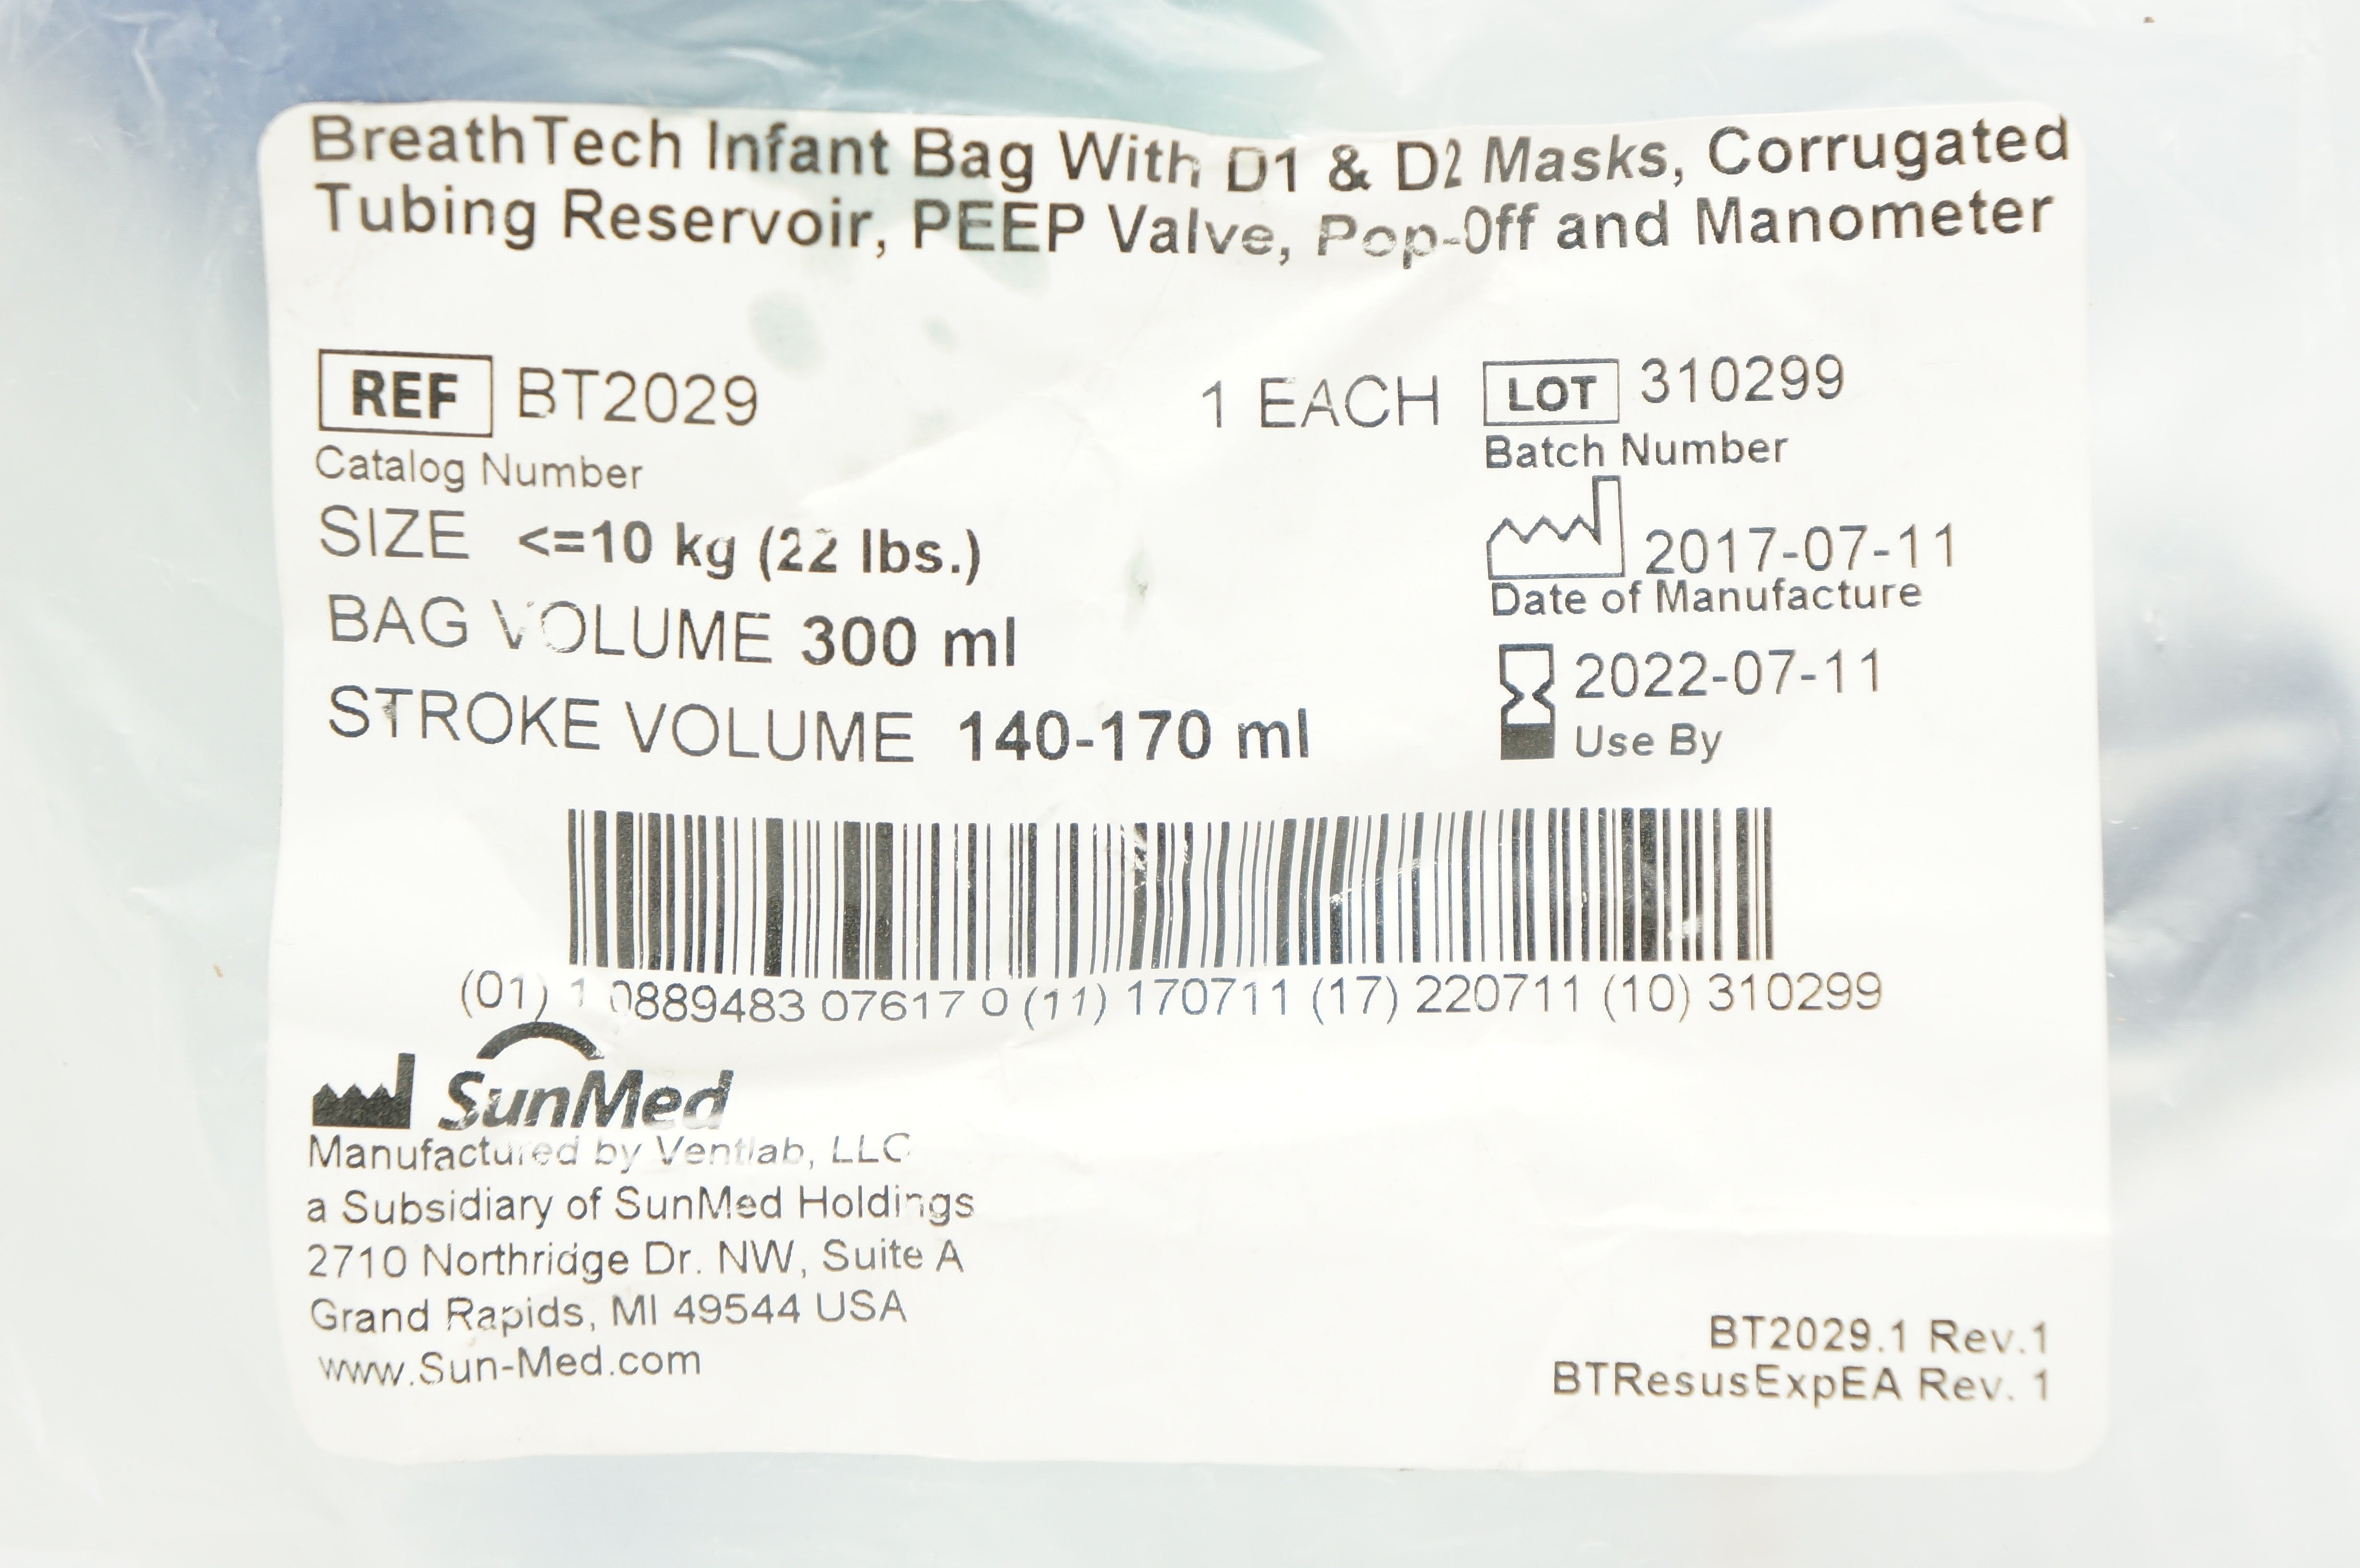 BreathTech Infant Bag With D1 & D2 Masks, Corrugated
Tubing Reservoir, PEEP Valve, Pop-Off and Manometer
REF BT2029
1 EACH
LOT 310299
Catalog Number
Batch Number
SIZE <=10 kg (22 lbs.)
2017-07-11
Date of Manufacture
BAG VOLUME 300 ml
2022-07-11
Use By
STROKE VOLUME 140-170 ml
(01) 1 0889483 07617 0 (11) 170711 (17) 220711 (10) 310299
SunMed
Manufactured by Ventlab, LLC
a Subsidiary of SunMed Holdings
2710 Northridge Dr. NW, Suite A
Grand Rapids, MI 49544 USA
www.Sun-Med.com
BT2029.1 Rev.1
BTResusExpEA Rev. 1